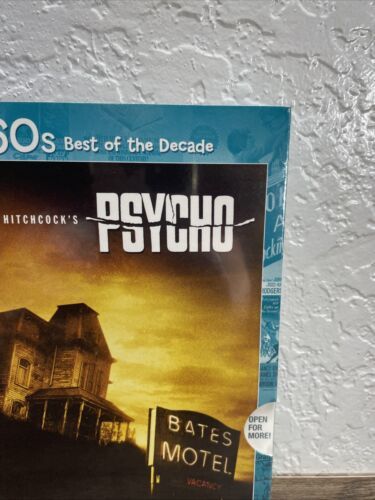 60s Best of the Decade
HITCHCOCK'S
PSYCHO
BATES
MOTEL
VACANCY
OPEN
FOR
MORE!